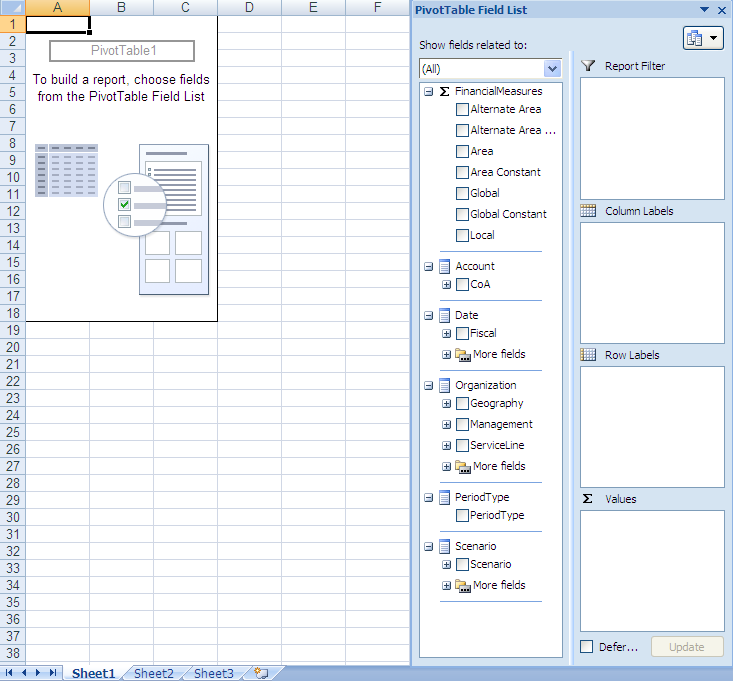 A B C D E F
PivotTable Field List
1
2
3
4
5
6
7
8
9
10
11
12
13
14
15
16
17
18
19
20
21
22
23
24
25
26
27
28
29
30
31
32
33
34
35
36
37
38
PivotTable1
To build a report, choose fields
from the PivotTable Field List
Show fields related to:
(All)
Σ FinancialMeasures
Alternate Area
Alternate Area ...
Area
Area Constant
Global
Global Constant
Local
Account
CoA
Date
Fiscal
More fields
Organization
Geography
Management
ServiceLine
More fields
PeriodType
PeriodType
Scenario
Scenario
More fields
Report Filter
Column Labels
Row Labels
Σ Values
Defer... Update
Sheet1 Sheet2 Sheet3